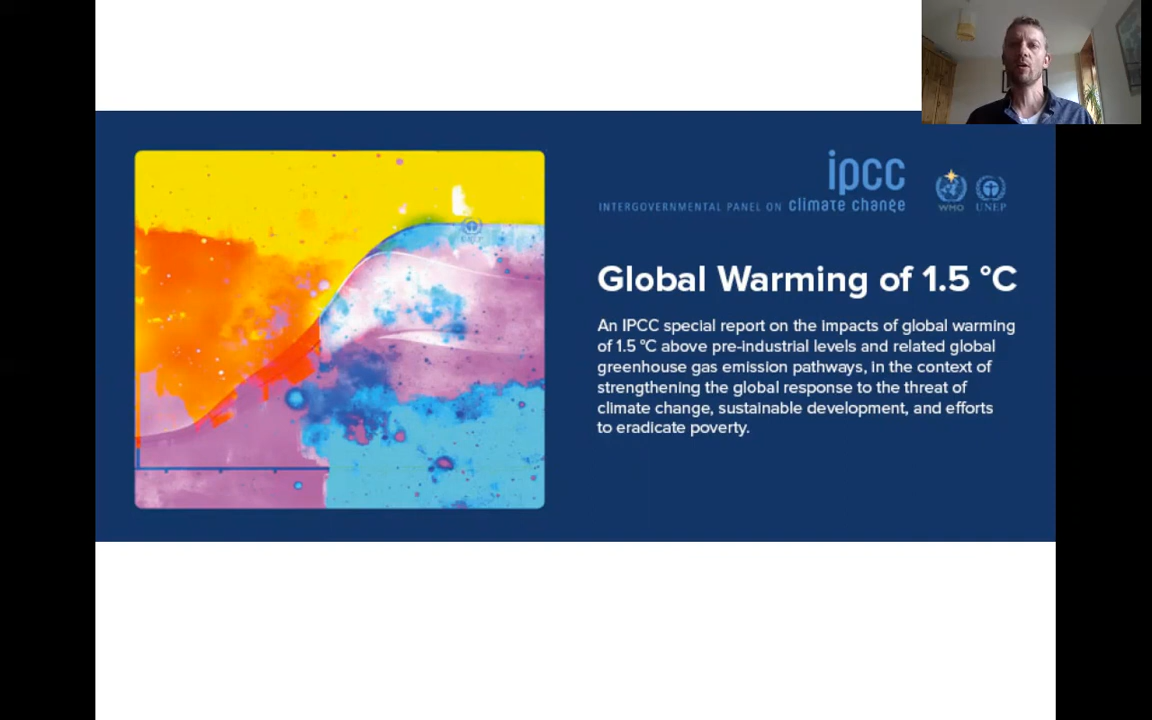 ipcc
INTERGOVERNMENTAL PANEL ON climate change
WMO UNEP
Global Warming of 1.5 °C
An IPCC special report on the impacts of global warming
of 1.5 °C above pre-industrial levels and related global
greenhouse gas emission pathways, in the context of
strengthening the global response to the threat of
climate change, sustainable development, and efforts
to eradicate poverty.